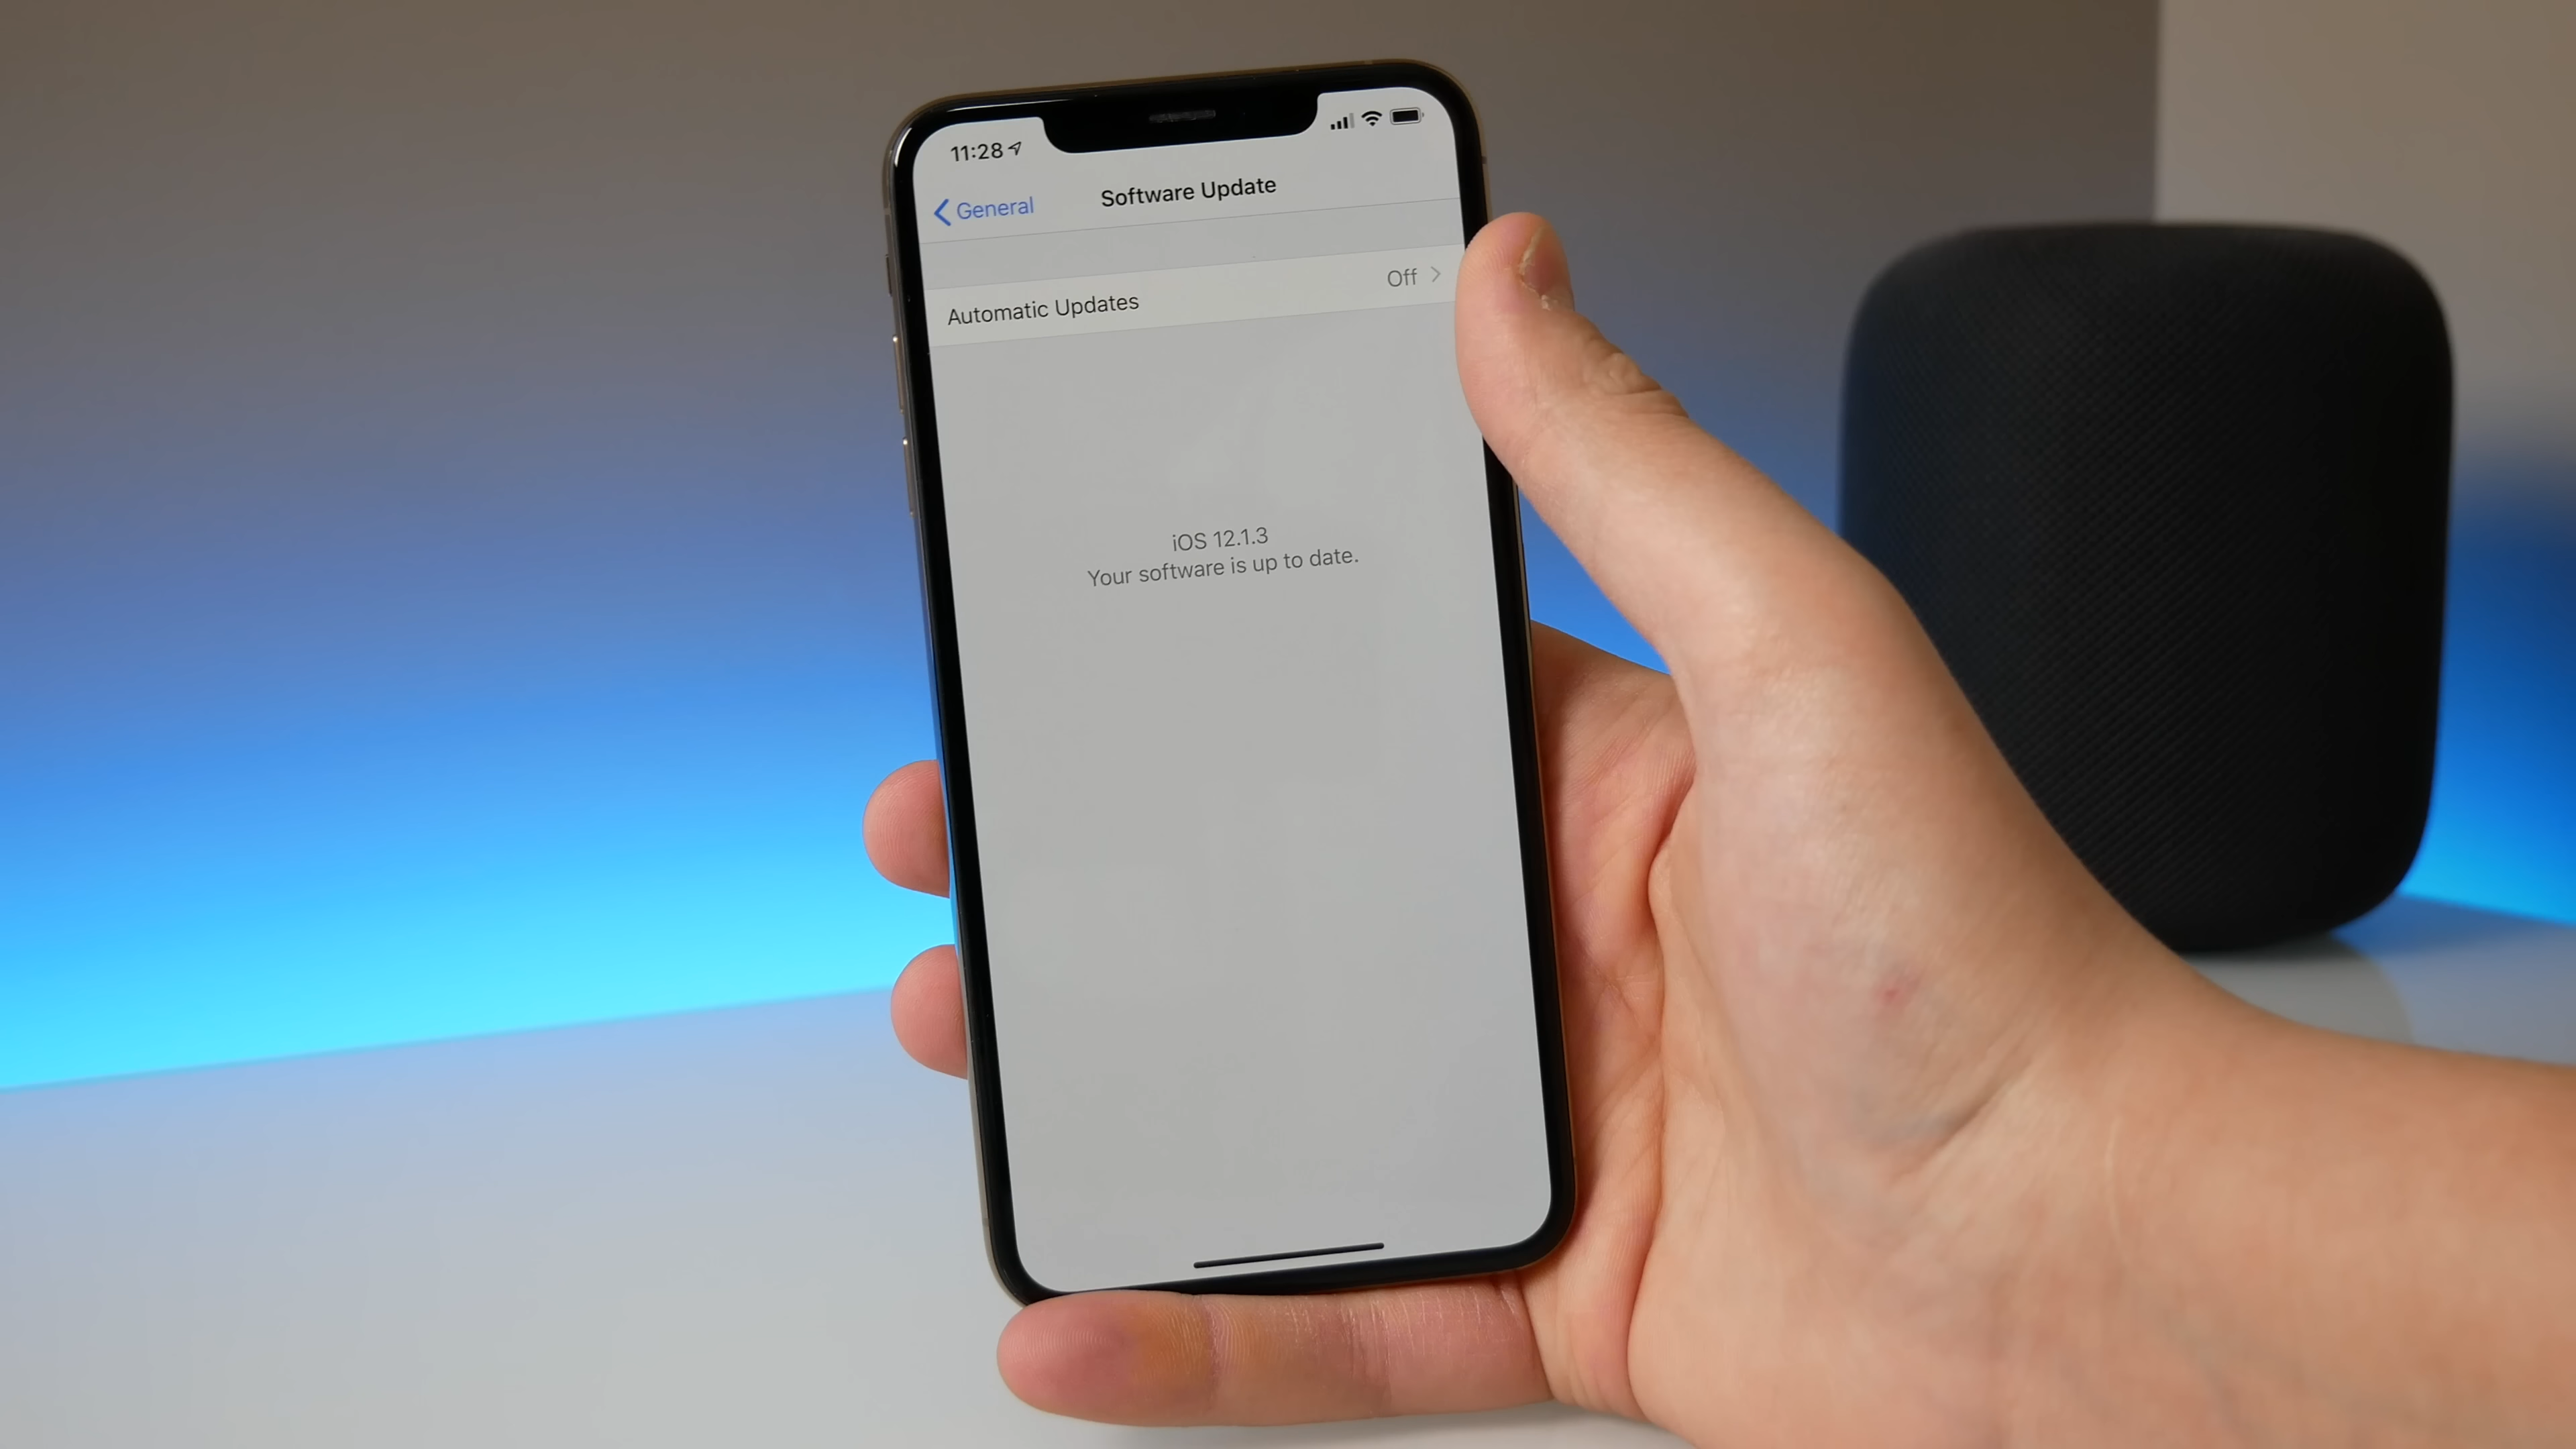 11:28
General
Software Update
Automatic Updates
Off
iOS 12.1.3
Your software is up to date.